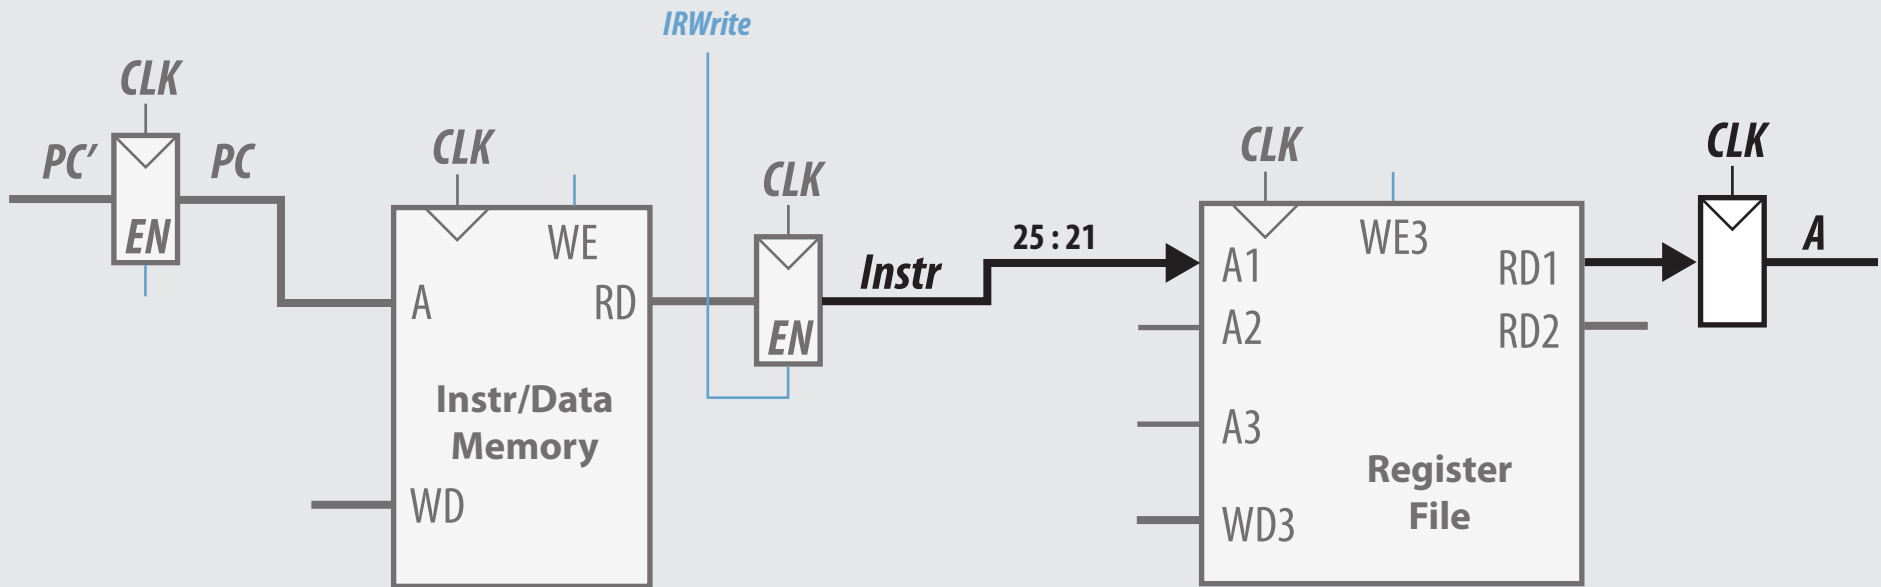 IRWrite
CLK
CLK
CLK
CLK
CLK
PC′
PC
EN
WE
A
RD
Instr/Data
Memory
WD
EN
Instr
25 : 21
A1
WE3
RD1
A2
RD2
A3
Register
File
WD3
A